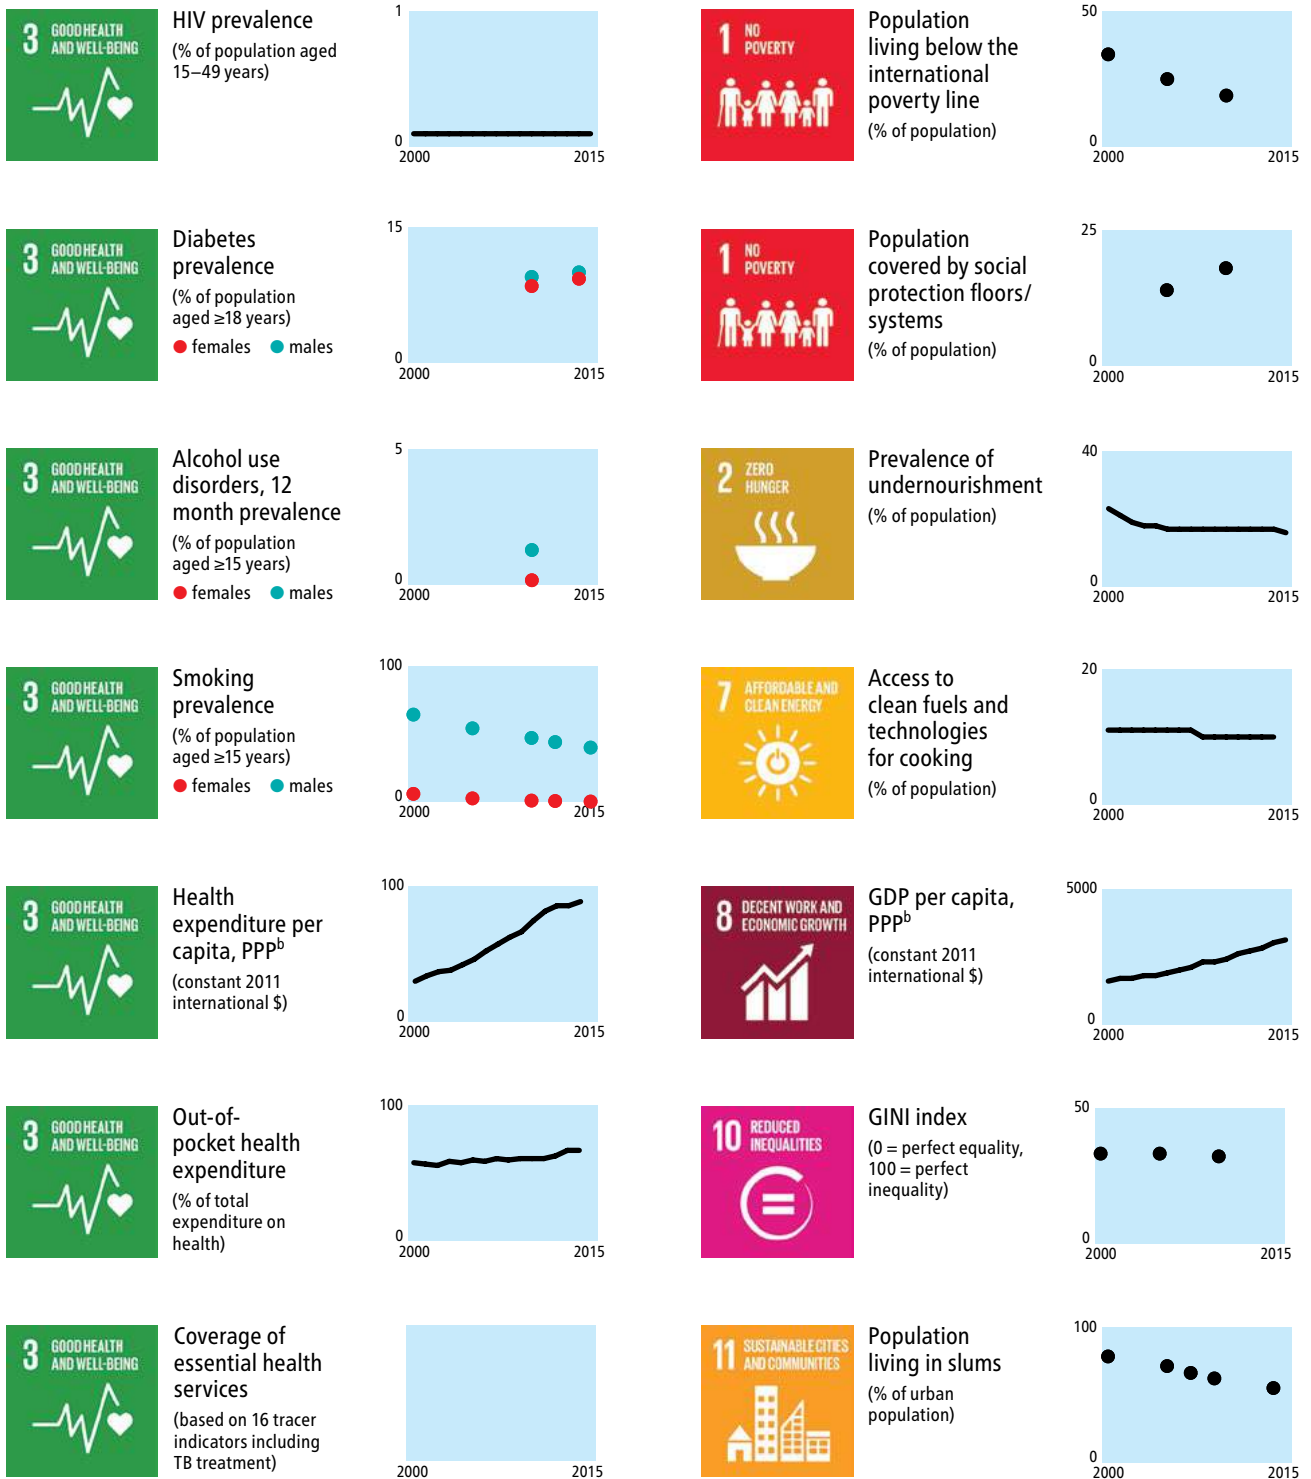 3 GOOD HEALTH
AND WELL-BEING
HIV prevalence
(% of population aged
15–49 years)
1
0
2000 2015
3 GOOD HEALTH
AND WELL-BEING
Diabetes
prevalence
(% of population
aged ≥18 years)
females males
15
0
2000 2015
3 GOOD HEALTH
AND WELL-BEING
Alcohol use
disorders, 12
month prevalence
(% of population
aged ≥15 years)
females males
5
0
2000 2015
3 GOOD HEALTH
AND WELL-BEING
Smoking
prevalence
(% of population
aged ≥15 years)
females males
100
0
2000 2015
3 GOOD HEALTH
AND WELL-BEING
Health
expenditure per
capita, PPPᵇ
(constant 2011
international $)
100
0
2000 2015
3 GOOD HEALTH
AND WELL-BEING
Out-of-
pocket health
expenditure
(% of total
expenditure on
health)
100
0
2000 2015
3 GOOD HEALTH
AND WELL-BEING
Coverage of
essential health
services
(based on 16 tracer
indicators including
TB treatment)
2000 2015
1 NO
POVERTY
Population
living below the
international
poverty line
(% of population)
50
0
2000 2015
1 NO
POVERTY
Population
covered by social
protection floors/
systems
(% of population)
25
0
2000 2015
2 ZERO
HUNGER
Prevalence of
undernourishment
(% of population)
40
0
2000 2015
7 AFFORDABLE AND
CLEAN ENERGY
Access to
clean fuels and
technologies
for cooking
(% of population)
20
0
2000 2015
8 DECENT WORK AND
ECONOMIC GROWTH
GDP per capita,
PPPᵇ
(constant 2011
international $)
5000
0
2000 2015
10 REDUCED
INEQUALITIES
GINI index
(0 = perfect equality,
100 = perfect
inequality)
50
0
2000 2015
11 SUSTAINABLE CITIES
AND COMMUNITIES
Population
living in slums
(% of urban
population)
100
0
2000 2015